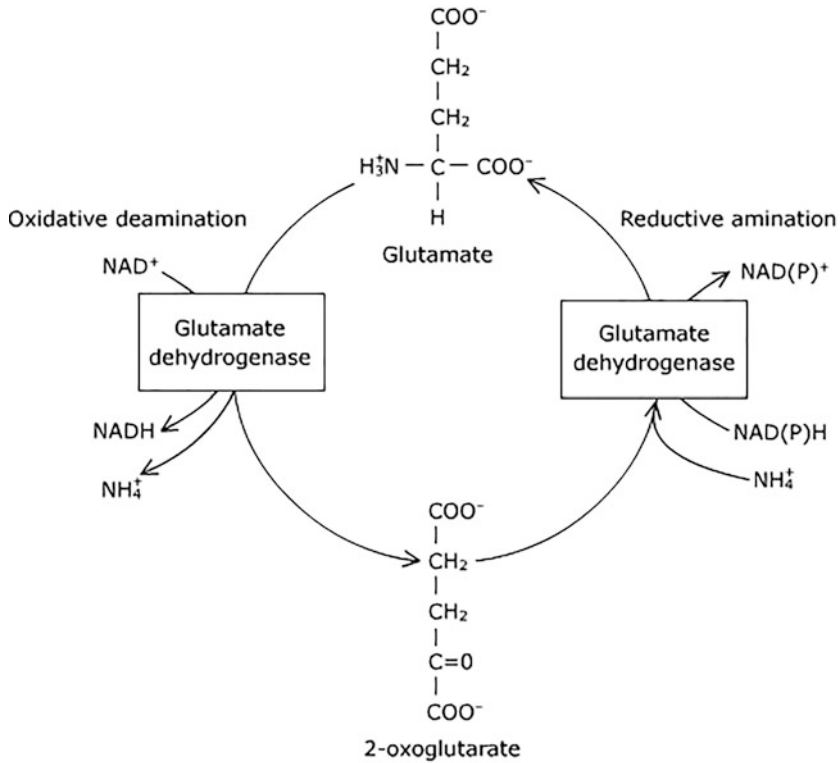 COO⁻
CH₂
CH₂
H₃⁺N — C — COO⁻
H
Glutamate
Oxidative deamination
NAD⁺
Glutamate
dehydrogenase
NADH
NH₄⁺
Reductive amination
NAD(P)⁺
Glutamate
dehydrogenase
NAD(P)H
NH₄⁺
COO⁻
CH₂
CH₂
C=0
COO⁻
2-oxoglutarate